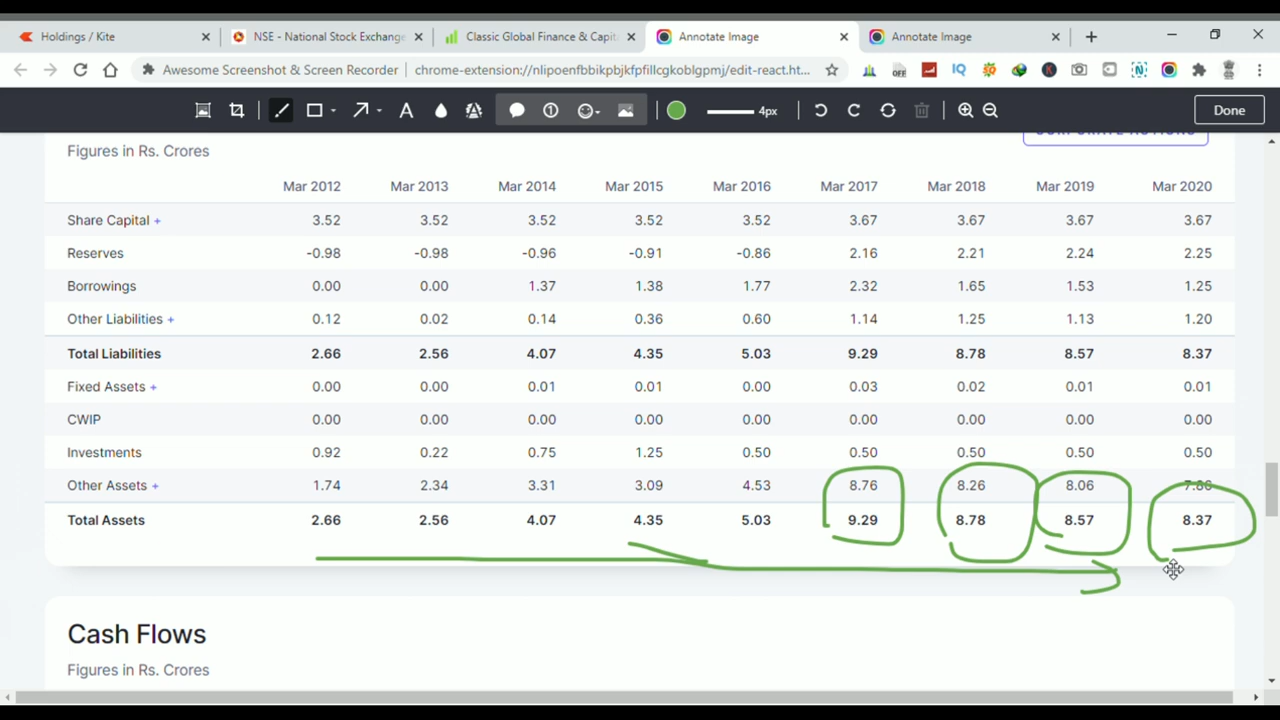 Holdings / Kite NSE - National Stock Exchange Classic Global Finance & Capit Annotate Image Annotate Image
Awesome Screenshot & Screen Recorder chrome-extension://nlipoenfbbikpbjkfpfillcgkoblgpmj/edit-react.ht...
4px Done
CORPORATE ACTIONS
Figures in Rs. Crores
Mar 2012 Mar 2013 Mar 2014 Mar 2015 Mar 2016 Mar 2017 Mar 2018 Mar 2019 Mar 2020
Share Capital + 3.52 3.52 3.52 3.52 3.52 3.67 3.67 3.67 3.67
Reserves -0.98 -0.98 -0.96 -0.91 -0.86 2.16 2.21 2.24 2.25
Borrowings 0.00 0.00 1.37 1.38 1.77 2.32 1.65 1.53 1.25
Other Liabilities + 0.12 0.02 0.14 0.36 0.60 1.14 1.25 1.13 1.20
Total Liabilities 2.66 2.56 4.07 4.35 5.03 9.29 8.78 8.57 8.37
Fixed Assets + 0.00 0.00 0.01 0.01 0.00 0.03 0.02 0.01 0.01
CWIP 0.00 0.00 0.00 0.00 0.00 0.00 0.00 0.00 0.00
Investments 0.92 0.22 0.75 1.25 0.50 0.50 0.50 0.50 0.50
Other Assets + 1.74 2.34 3.31 3.09 4.53 8.76 8.26 8.06 7.86
Total Assets 2.66 2.56 4.07 4.35 5.03 9.29 8.78 8.57 8.37
Cash Flows
Figures in Rs. Crores